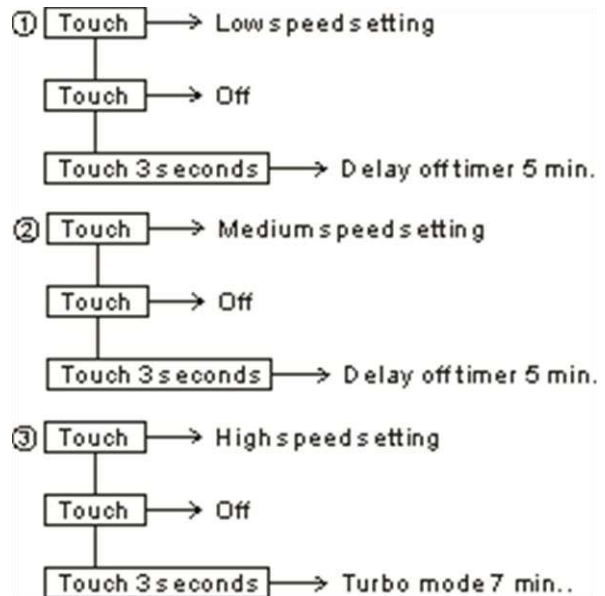 ① Touch Low speed setting
Touch Off
Touch 3 seconds Delay off timer 5 min.
② Touch Medium speed setting
Touch Off
Touch 3 seconds Delay off timer 5 min.
③ Touch High speed setting
Touch Off
Touch 3 seconds Turbo mode 7 min..